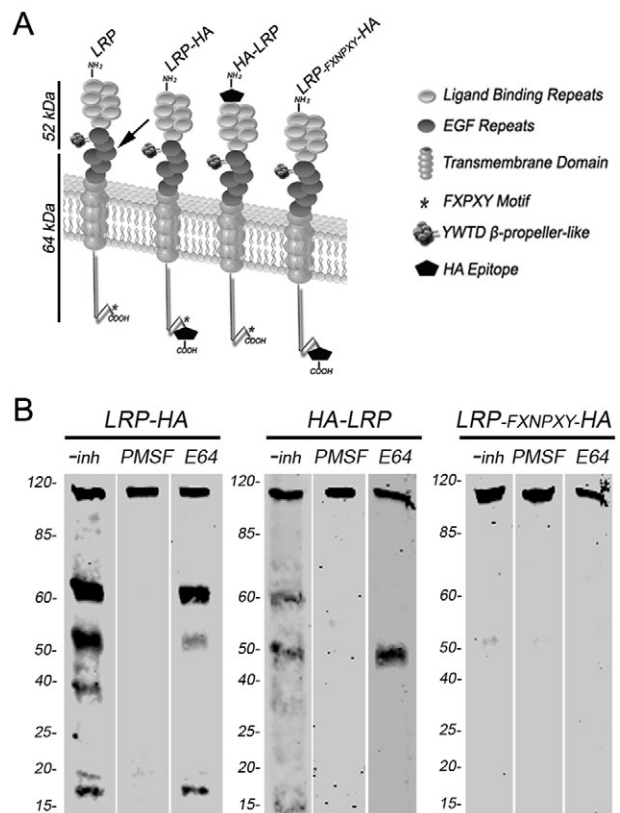 A
LRP
LRP-HA
HA-LRP
LRP-FXNPXY-HA
NH2
NH2
NH2
NH2
52 kDa
64 kDa
*
COOH
*
COOH
*
COOH
COOH
Ligand Binding Repeats
EGF Repeats
Transmembrane Domain
* FXPXY Motif
YWTD β-propeller-like
HA Epitope
B
LRP-HA
HA-LRP
LRP-FXNPXY-HA
-inh PMSF E64
-inh PMSF E64
-inh PMSF E64
120-
85-
60-
50-
40-
25-
20-
15-
120-
85-
60-
50-
40-
25-
20-
15-
120-
85-
60-
50-
40-
25-
20-
15-